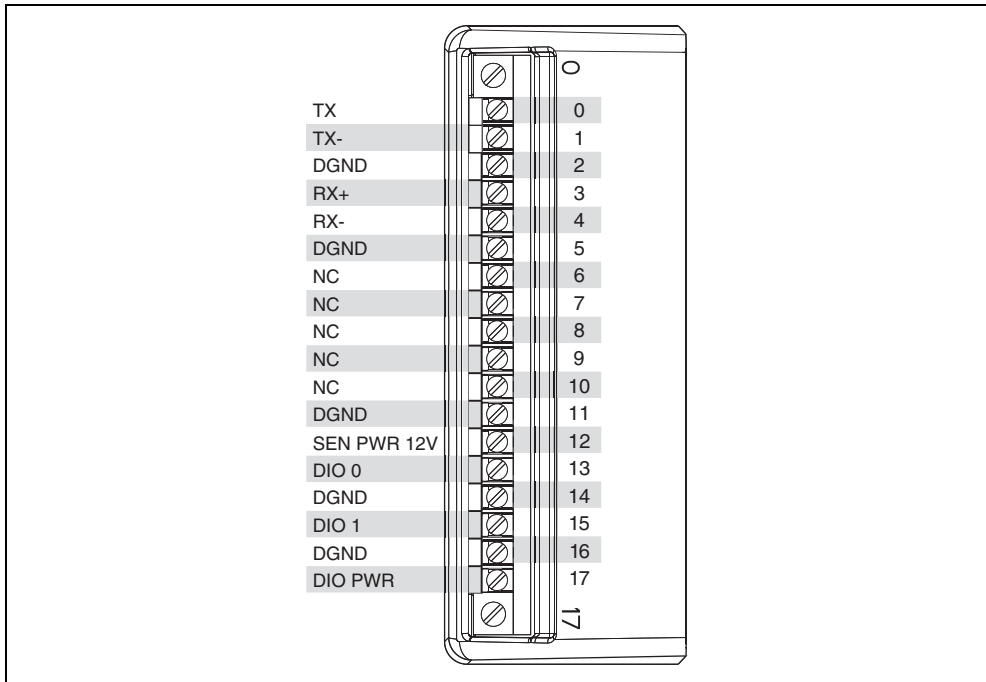 0
TX 0
TX- 1
DGND 2
RX+ 3
RX- 4
DGND 5
NC 6
NC 7
NC 8
NC 9
NC 10
DGND 11
SEN PWR 12V 12
DIO 0 13
DGND 14
DIO 1 15
DGND 16
DIO PWR 17
17